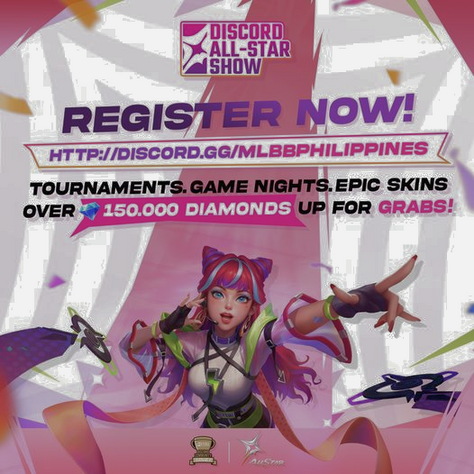 DISCORD
ALL-STAR
SHOW
REGISTER NOW!
HTTP://DISCORD.GG/MLBBPHILIPPINES
TOURNAMENTS.GAME NIGHTS.EPIC SKINS
OVER 150.000 DIAMONDS UP FOR GRABS!
AllStar